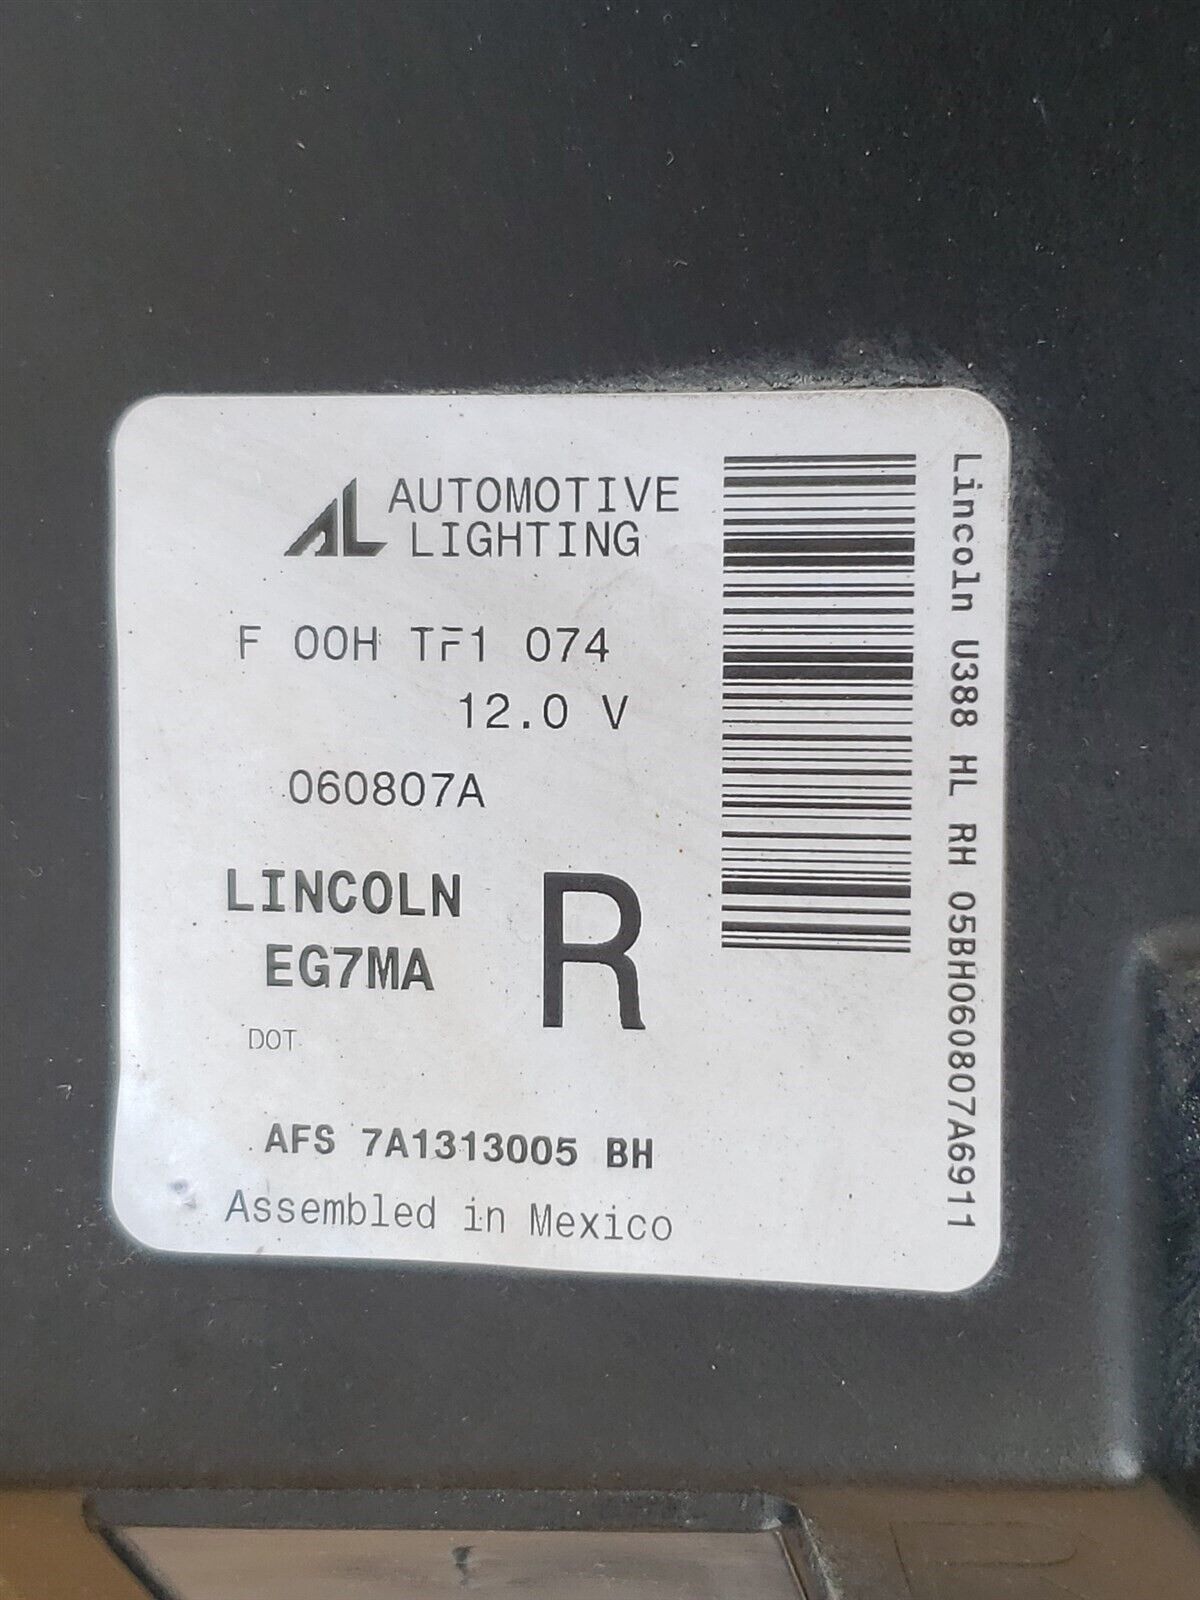 AL AUTOMOTIVE
LIGHTING
F 00H TF1 074
12.0 V
060807A
LINCOLN
EG7MA
R
DOT
AFS 7A1313005 BH
Assembled in Mexico
Lincoln U388 HL RH 05BH060807A6911